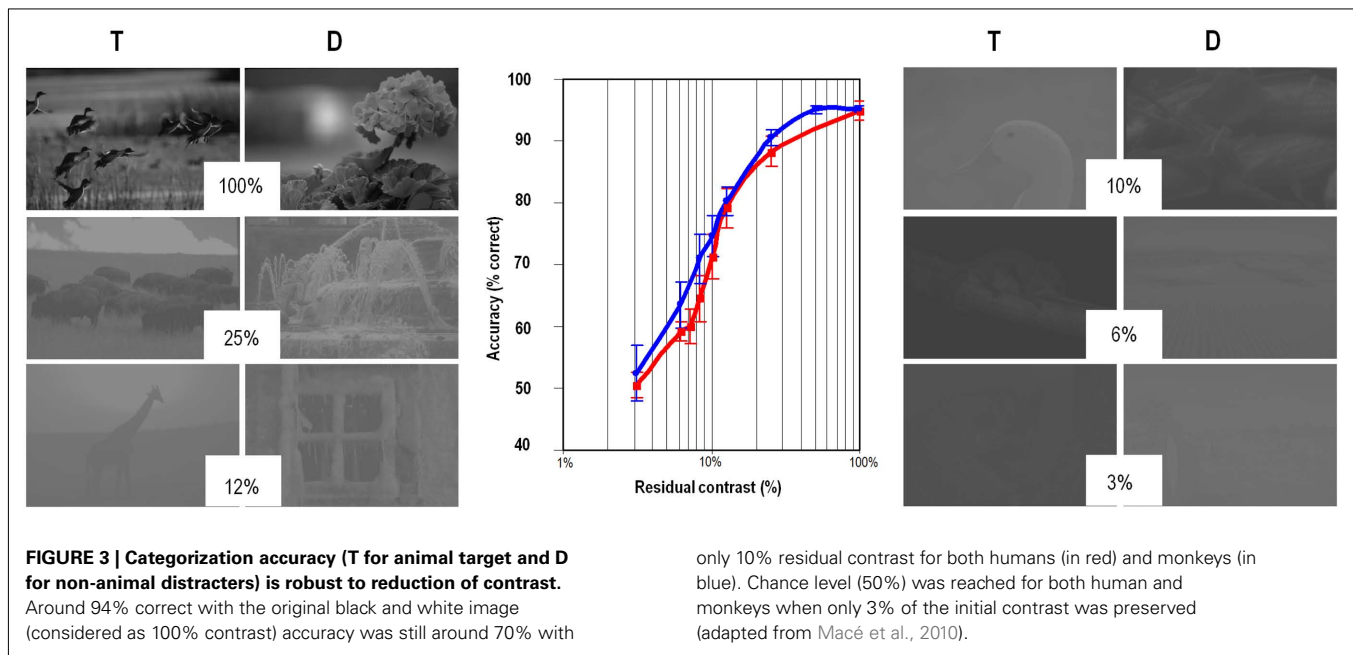 T
D
100%
25%
12%
100
90
80
70
60
50
40
Accuracy (% correct)
1%
10%
100%
Residual contrast (%)
T
D
10%
6%
3%
FIGURE 3 | Categorization accuracy (T for animal target and D
for non-animal distracters) is robust to reduction of contrast.
Around 94% correct with the original black and white image
(considered as 100% contrast) accuracy was still around 70% with
only 10% residual contrast for both humans (in red) and monkeys (in
blue). Chance level (50%) was reached for both human and
monkeys when only 3% of the initial contrast was preserved
(adapted from Macé et al., 2010).